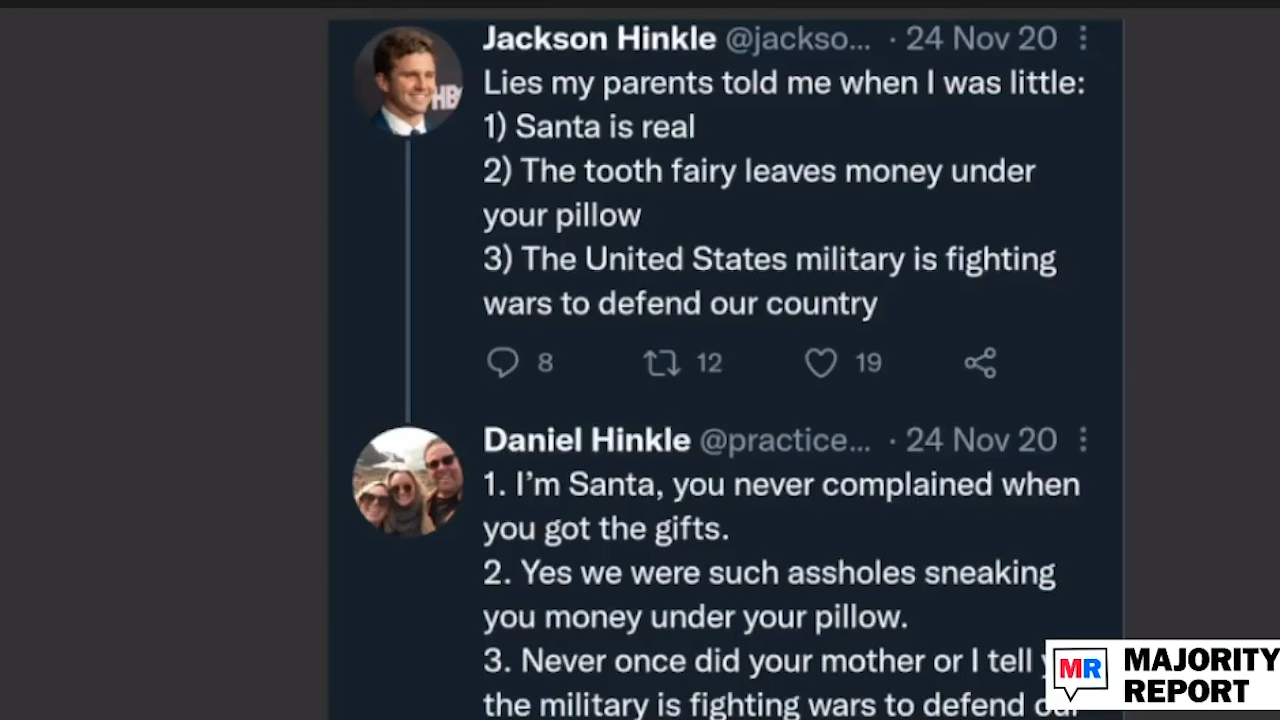 Jackson Hinkle @jackso... · 24 Nov 20
Lies my parents told me when I was little:
1) Santa is real
2) The tooth fairy leaves money under
your pillow
3) The United States military is fighting
wars to defend our country
8 12 19
Daniel Hinkle @practice... · 24 Nov 20
1. I'm Santa, you never complained when
you got the gifts.
2. Yes we were such assholes sneaking
you money under your pillow.
3. Never once did your mother or I tell
the military is fighting wars to defend
MR MAJORITY
REPORT
HB